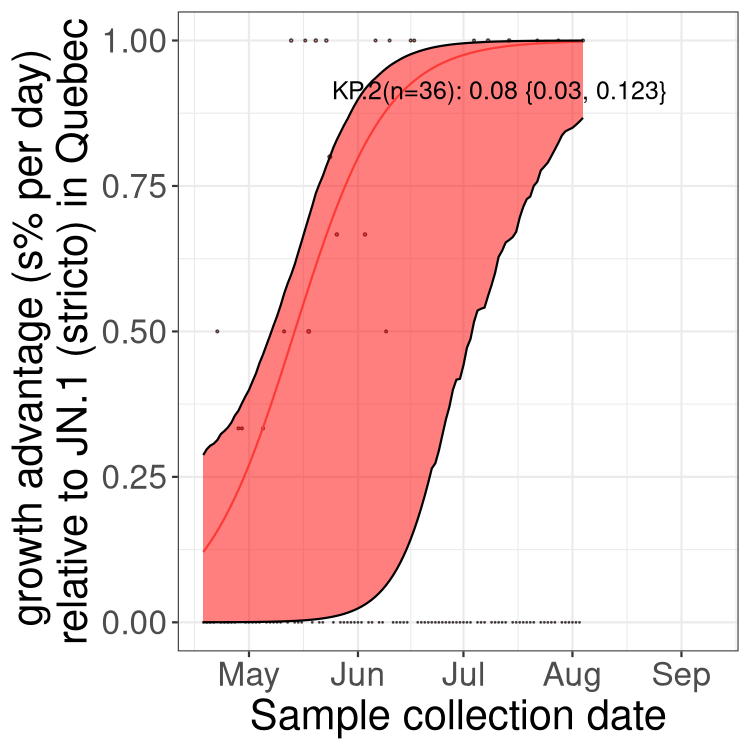 growth advantage (s% per day)
relative to JN.1 (stricto) in Quebec
1.00
0.75
0.50
0.25
0.00
KP.2(n=36): 0.08 {0.03, 0.123}
May Jun Jul Aug Sep
Sample collection date